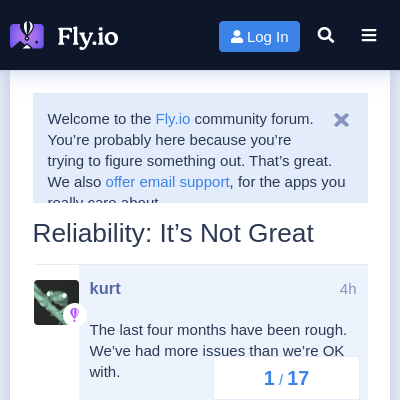 Fly.io
Log In
Welcome to the Fly.io community forum.
You’re probably here because you’re
trying to figure something out. That’s great.
We also offer email support, for the apps you
really care about
Reliability: It’s Not Great
kurt
4h
The last four months have been rough.
We’ve had more issues than we’re OK
with.
1 / 17